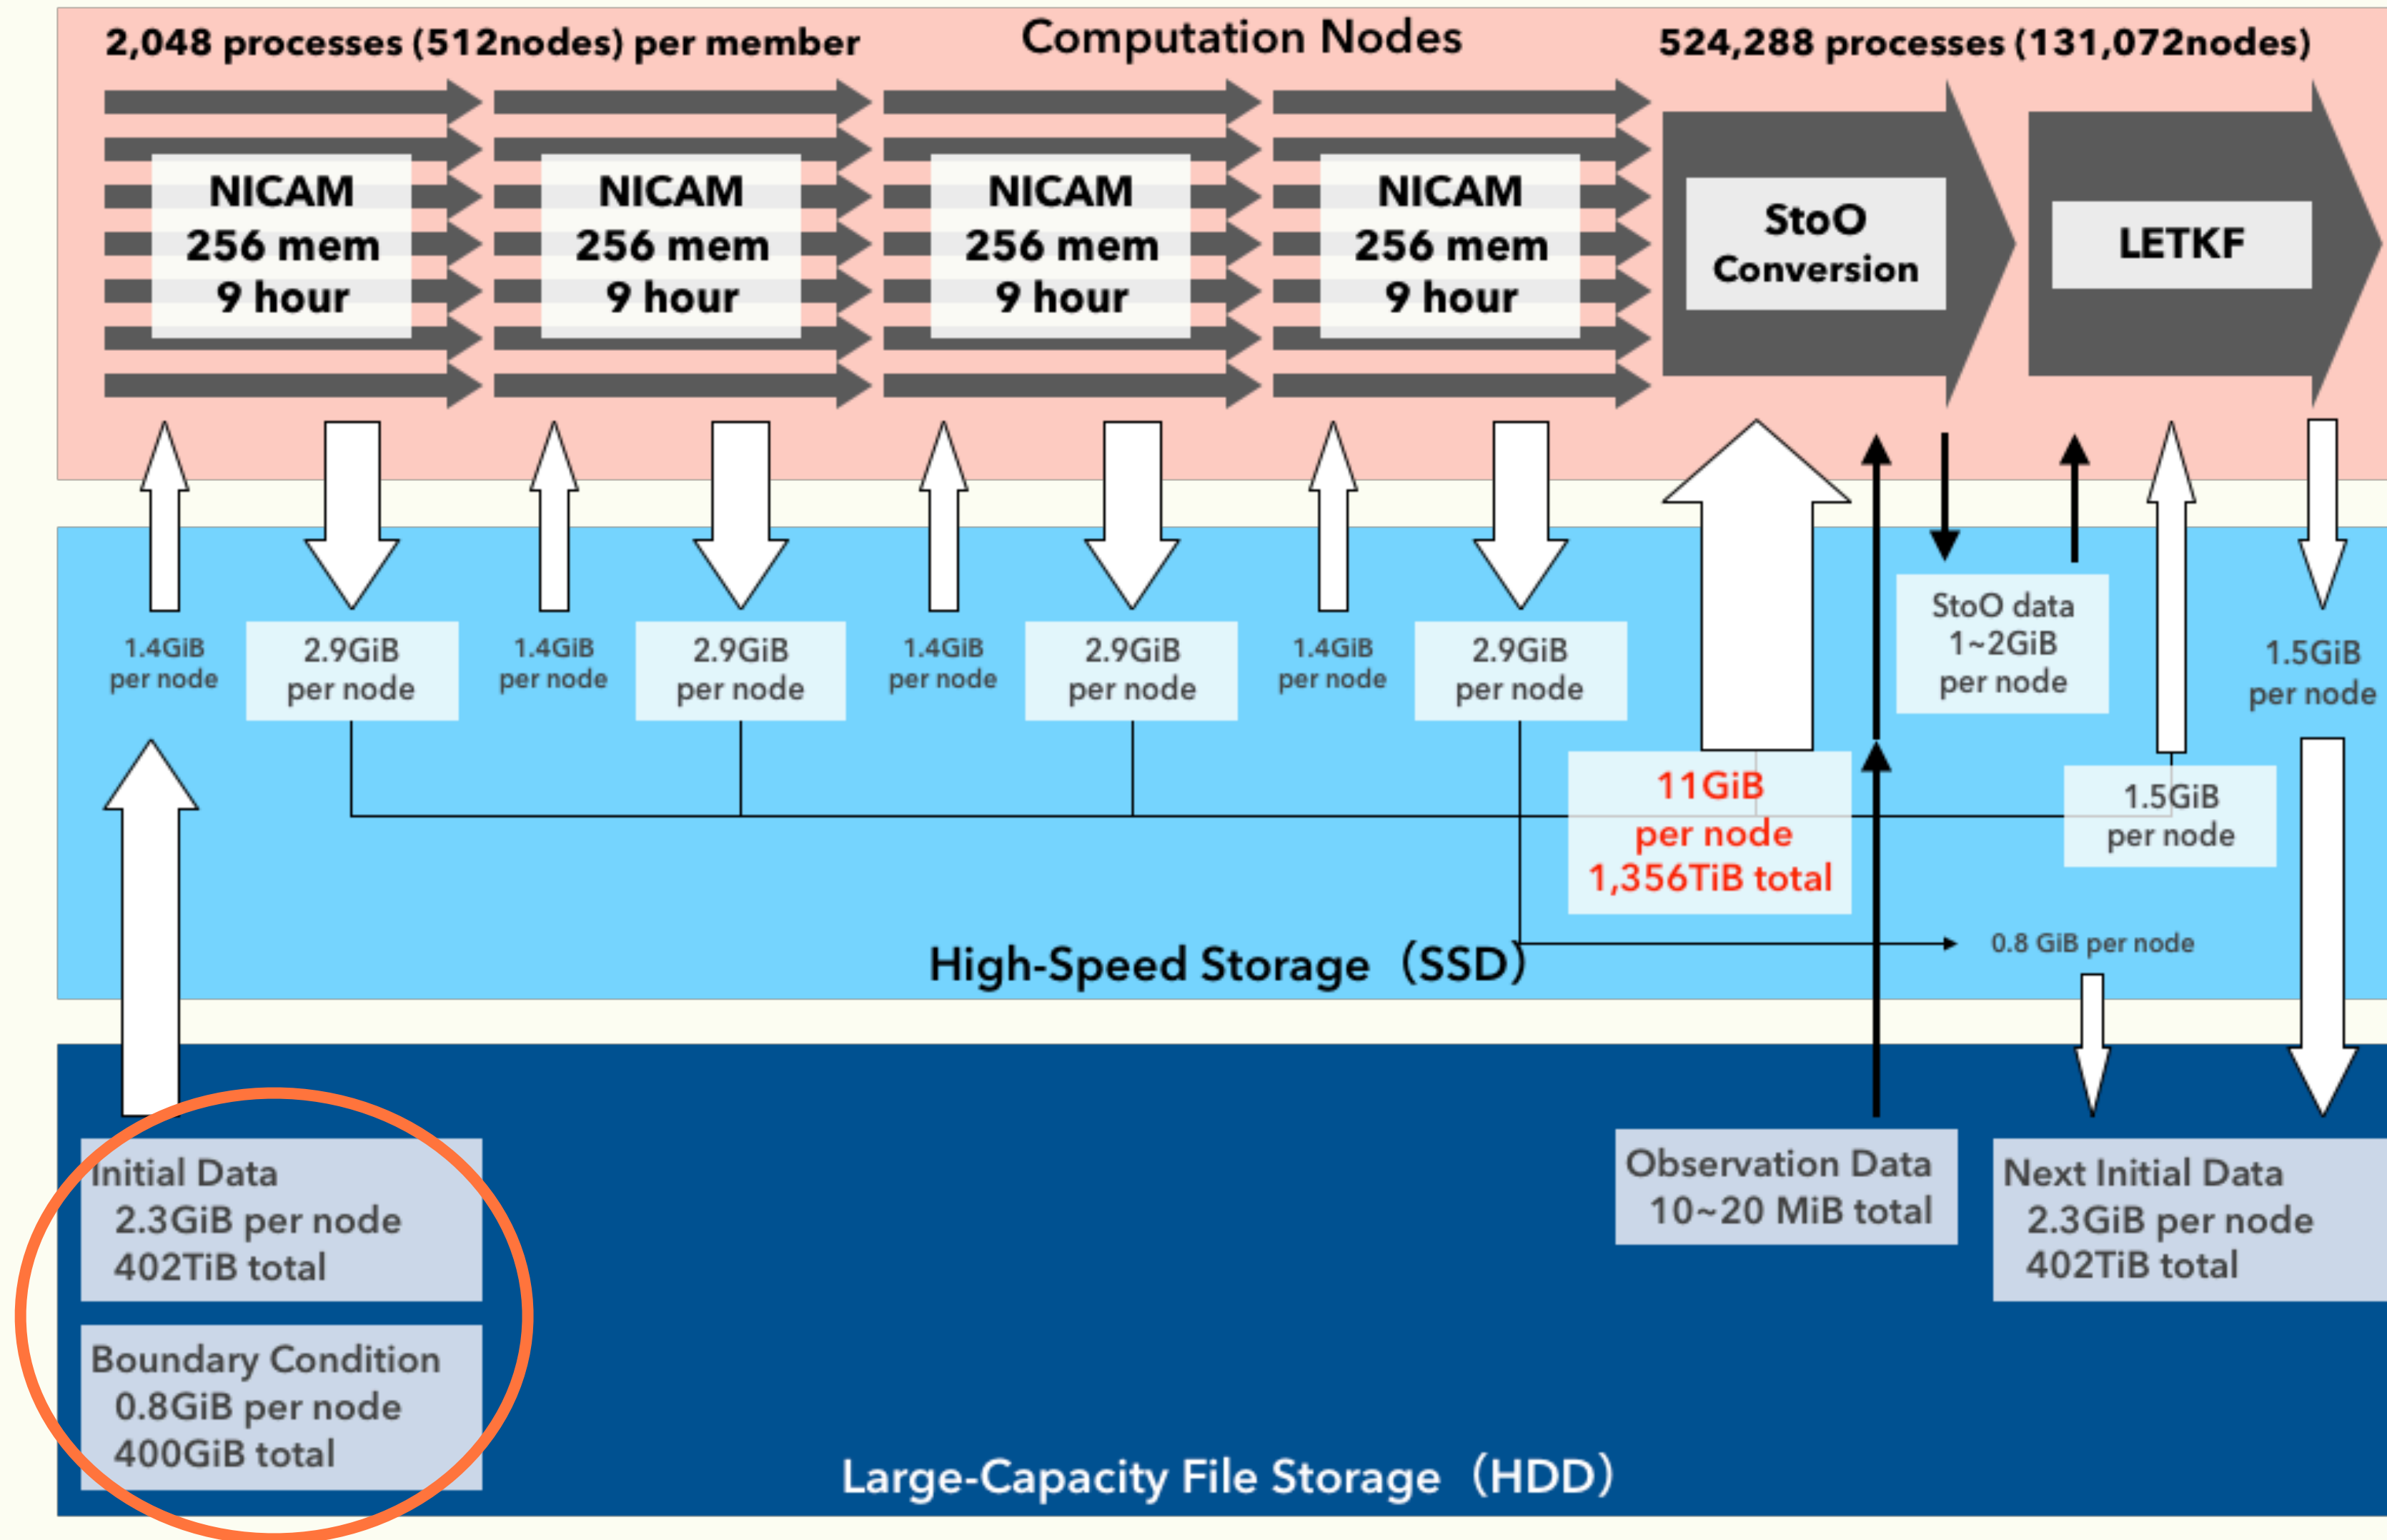 2,048 processes (512nodes) per member
Computation Nodes
524,288 processes (131,072nodes)
NICAM
256 mem
9 hour
NICAM
256 mem
9 hour
NICAM
256 mem
9 hour
NICAM
256 mem
9 hour
StoO
Conversion
LETKF
1.4GiB
per node
2.9GiB
per node
1.4GiB
per node
2.9GiB
per node
1.4GiB
per node
2.9GiB
per node
1.4GiB
per node
2.9GiB
per node
StoO data
1~2GiB
per node
1.5GiB
per node
11GiB
per node
1,356TiB total
1.5GiB
per node
0.8 GiB per node
High-Speed Storage（SSD）
Initial Data
2.3GiB per node
402TiB total
Boundary Condition
0.8GiB per node
400GiB total
Observation Data
10~20 MiB total
Next Initial Data
2.3GiB per node
402TiB total
Large-Capacity File Storage（HDD）